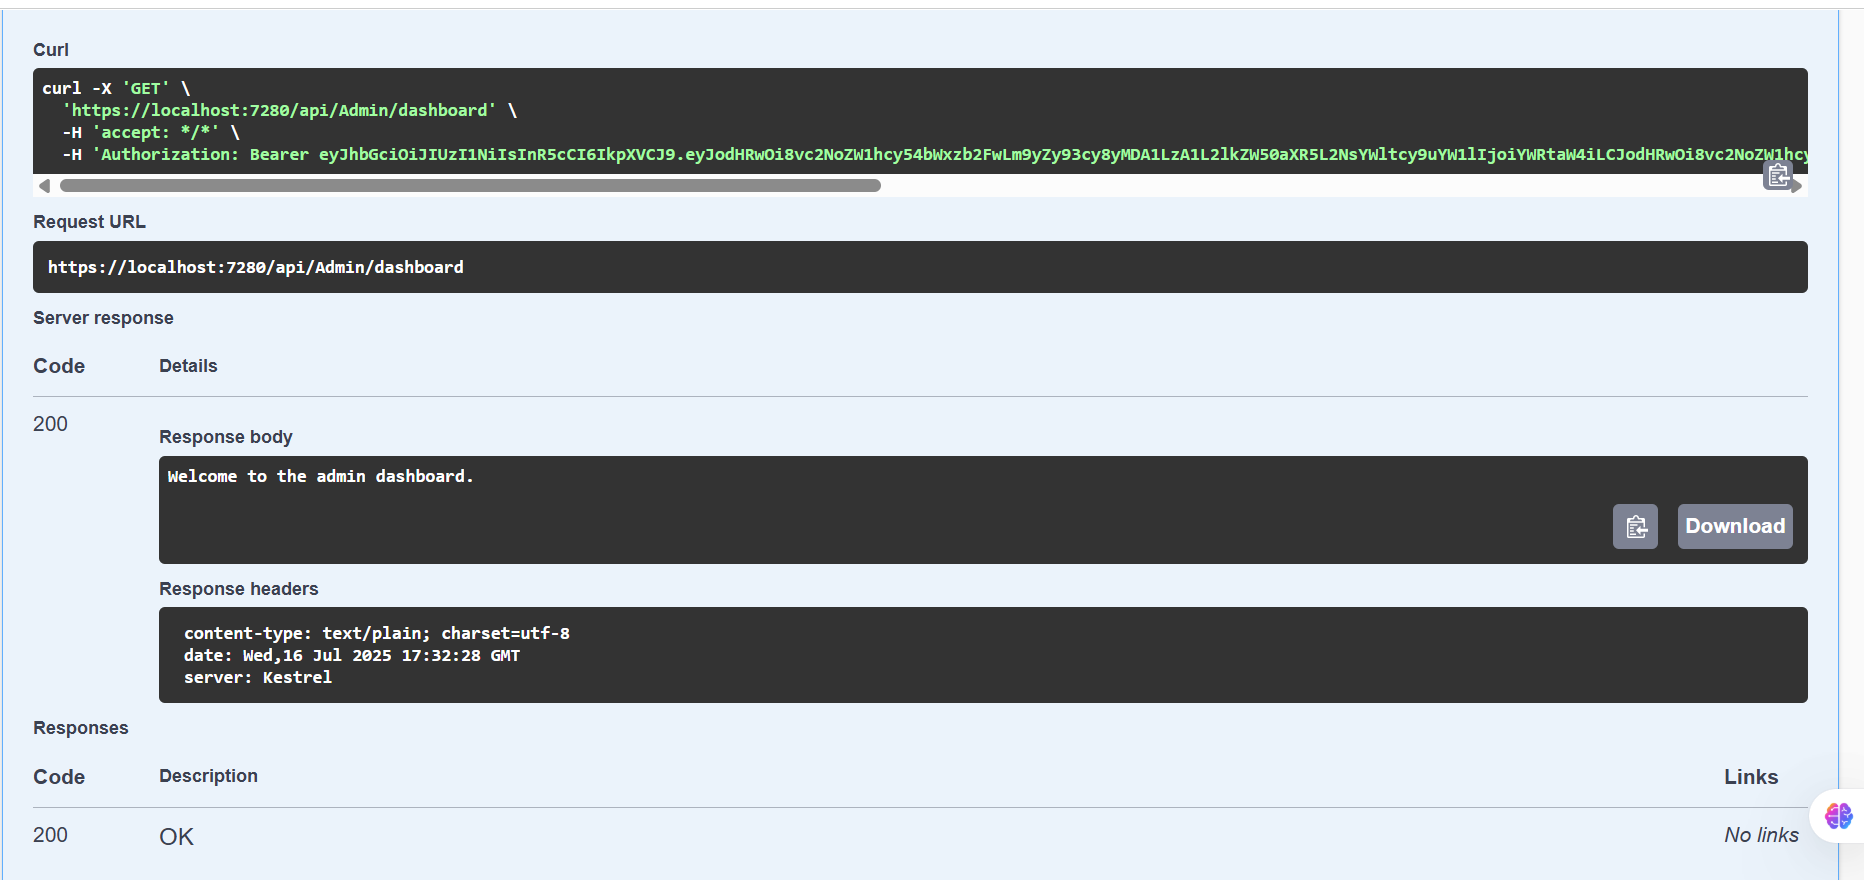 Curl
curl -X 'GET' \
'https://localhost:7280/api/Admin/dashboard' \
-H 'accept: */*' \
-H 'Authorization: Bearer eyJhbGciOiJIUzI1NiIsInR5cCI6IkpXVCJ9.eyJodHRwOi8vc2NoZW1hcy54bWxzb2FwLm9yZy93cy8yMDA1LzA1L2lkZW50aXR5L2NsYWltcy9uYW1lIjoiYWRtaW4iLCJodHRwOi8vc2NoZW1hcy
Request URL
https://localhost:7280/api/Admin/dashboard
Server response
Code Details
200
Response body
Welcome to the admin dashboard.
Download
Response headers
content-type: text/plain; charset=utf-8
date: Wed,16 Jul 2025 17:32:28 GMT
server: Kestrel
Responses
Code Description Links
200 OK No links